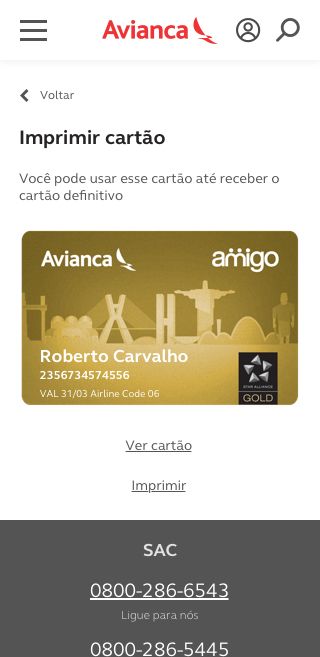 Avianca
Voltar
Imprimir cartão
Você pode usar esse cartão até receber o
cartão definitivo
Avianca amigo
Roberto Carvalho
2356734574556
VAL 31/03 Airline Code 06
STAR ALLIANCE
GOLD
Ver cartão
Imprimir
SAC
0800-286-6543
Ligue para nós
0800-286-5445